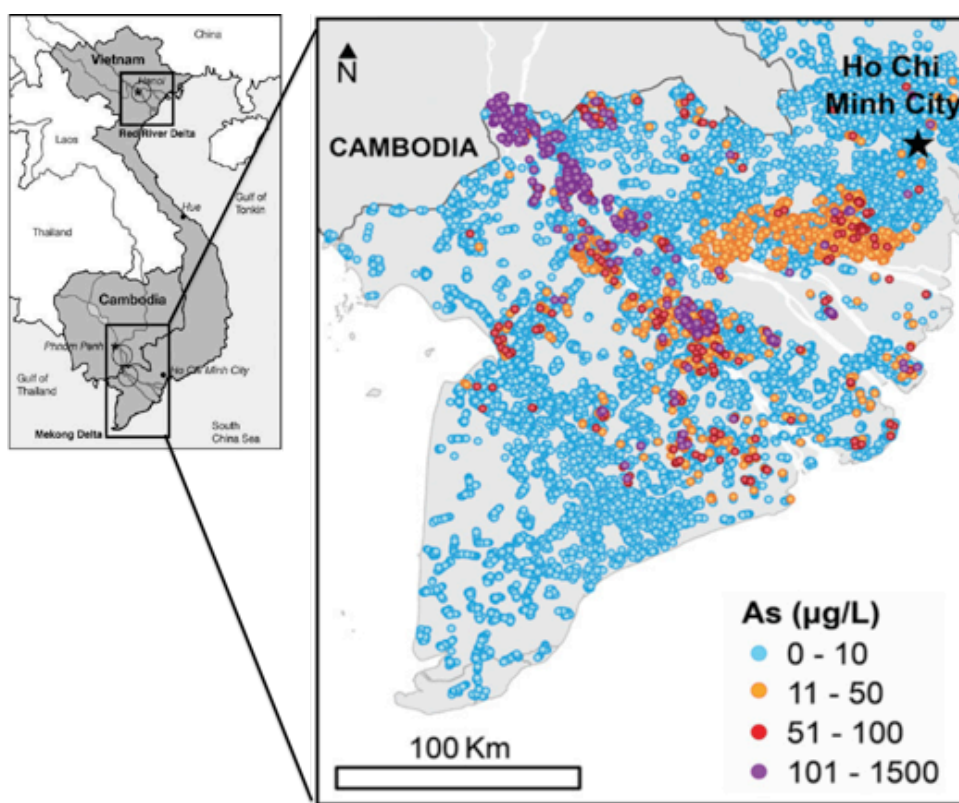 China
Vietnam
Hanoi
Red River Delta
Laos
Gulf of
Tonkin
Hue
Thailand
Cambodia
Phnom Penh
Ho Chi Minh City
Gulf of
Thailand
Mekong Delta
South
China Sea
N
CAMBODIA
Ho Chi
Minh City
As (µg/L)
0 - 10
11 - 50
51 - 100
101 - 1500
100 Km